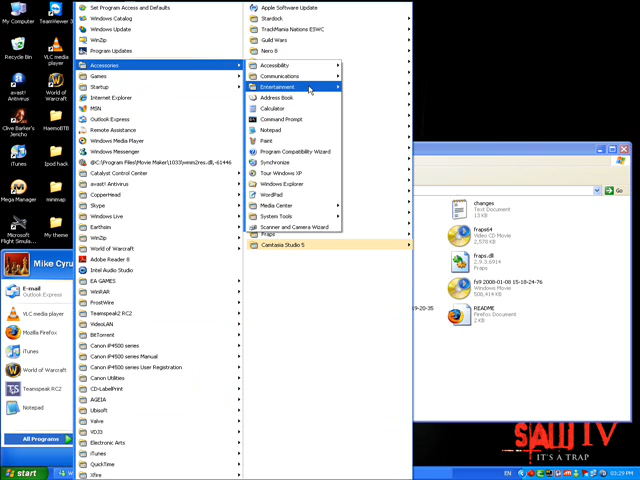 My Computer
TeamViewer 3
Recycle Bin
VLC media player
avast! Antivirus
World of Warcraft
Clive Barker's Jericho
HaemoBTB
iTunes
Ipod hack
Mega Manager
minimap
Microsoft Flight Simula...
My theme
Set Program Access and Defaults
Windows Catalog
Windows Update
WinZip
Program Updates
Accessories
Games
Startup
Internet Explorer
MSN
Outlook Express
Remote Assistance
Windows Media Player
Windows Messenger
@C:\Program Files\Movie Maker\1033\wmm2res.dll,-61446
Catalyst Control Center
avast! Antivirus
CopperHead
Skype
Windows Live
Earthsim
WinZip
World of Warcraft
Adobe Reader 8
Intel Audio Studio
EA GAMES
WinRAR
FrostWire
Teamspeak2 RC2
VideoLAN
BitTorrent
Canon iP4500 series
Canon iP4500 series Manual
Canon iP4500 series User Registration
Canon Utilities
CD-LabelPrint
AGEIA
Ubisoft
Valve
VDJ3
Electronic Arts
iTunes
QuickTime
Xfire
Apple Software Update
Stardock
TrackMania Nations ESWC
Guild Wars
Nero 8
Accessibility
Communications
Entertainment
Address Book
Calculator
Command Prompt
Notepad
Paint
Program Compatibility Wizard
Synchronize
Tour Windows XP
Windows Explorer
WordPad
Media Center
System Tools
Scanner and Camera Wizard
Fraps
Camtasia Studio 5
Mike Cyru
E-mail
Outlook Express
VLC media player
Mozilla Firefox
iTunes
World of Warcraft
Teamspeak RC2
Notepad
All Programs
Go
changes
Text Document
13 KB
fraps64
Video CD Movie
2,578 KB
fraps.dll
2.9.3.6914
Fraps
fs9 2008-01-08 15-18-24-76
Windows Movie
508,414 KB
README
Firefox Document
2 KB
19-20-35
SAW IV
IT'S A TRAP
start
EN
03:29 PM